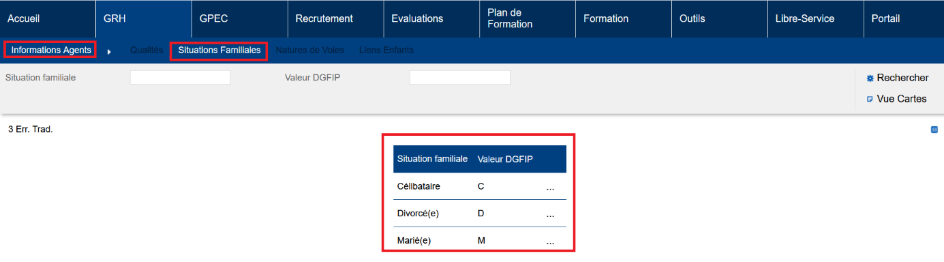 Accueil GRH GPEC Recrutement Evaluations Plan de Formation Formation Outils Libre-Service Portail
Informations Agents Qualités Situations Familiales Natures de Voies Liens Enfants
Situation familiale Valeur DGFIP Rechercher
Vue Cartes
3 Err. Trad.
Situation familiale Valeur DGFIP
Célibataire C ...
Divorcé(e) D ...
Marié(e) M ...